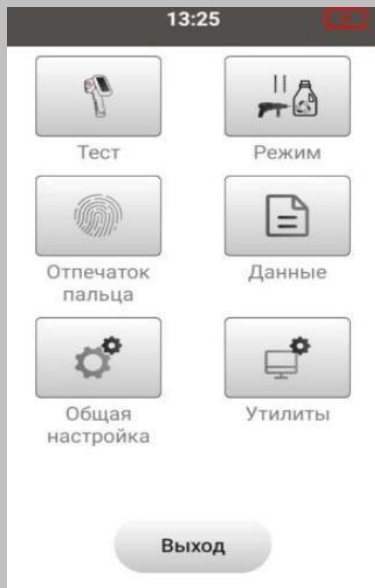 13:25
Тест
Режим
Отпечаток
пальца
Данные
Общая
настройка
Утилиты
Выход